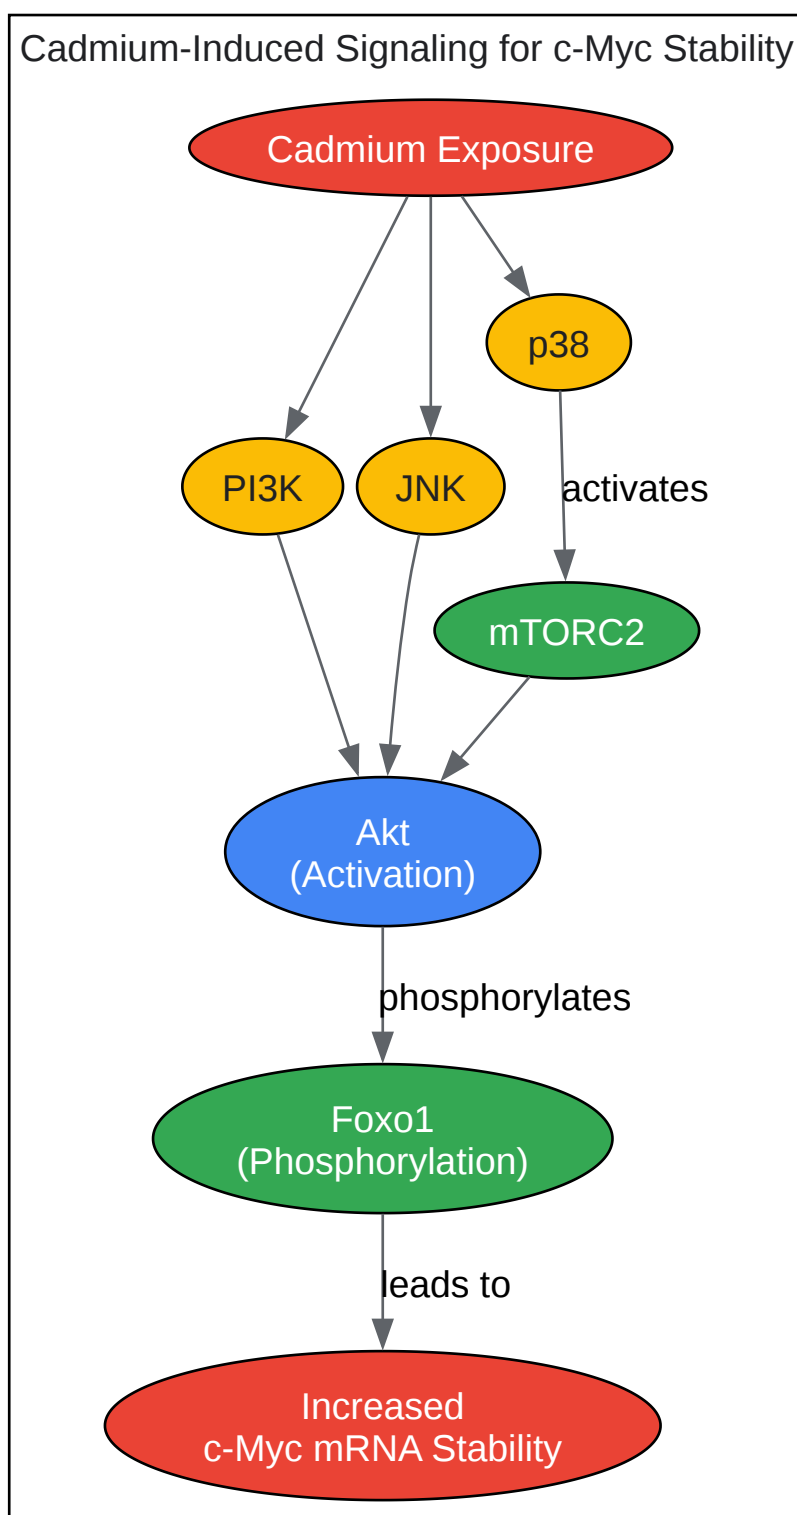 Cadmium-Induced Signaling for c-Myc Stability
Cadmium Exposure
p38
PI3K
JNK
activates
mTORC2
Akt
(Activation)
phosphorylates
Foxo1
(Phosphorylation)
leads to
Increased
c-Myc mRNA Stability